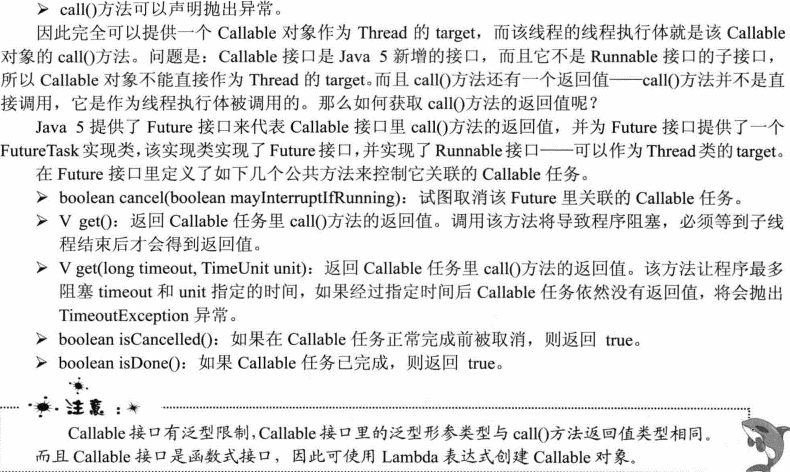 ➤ call()方法可以声明抛出异常。
因此完全可以提供一个 Callable 对象作为 Thread 的 target，而该线程的线程执行体就是该 Callable
对象的 call()方法。问题是：Callable 接口是 Java 5 新增的接口，而且它不是 Runnable 接口的子接口，
所以 Callable 对象不能直接作为 Thread 的 target。而且 call()方法还有一个返回值——call()方法并不是直
接调用，它是作为线程执行体被调用的。那么如何获取 call()方法的返回值呢？
Java 5 提供了 Future 接口来代表 Callable 接口里 call()方法的返回值，并为 Future 接口提供了一个
FutureTask 实现类，该实现类实现了 Future 接口，并实现了 Runnable 接口——可以作为 Thread 类的 target。
在 Future 接口里定义了如下几个公共方法来控制它关联的 Callable 任务。
➤ boolean cancel(boolean mayInterruptIfRunning)：试图取消该 Future 里关联的 Callable 任务。
➤ V get()：返回 Callable 任务里 call()方法的返回值。调用该方法将导致程序阻塞，必须等到子线
程结束后才会得到返回值。
➤ V get(long timeout, TimeUnit unit)：返回 Callable 任务里 call()方法的返回值。该方法让程序最多
阻塞 timeout 和 unit 指定的时间，如果经过指定时间后 Callable 任务依然没有返回值，将会抛出
TimeoutException 异常。
➤ boolean isCancelled()：如果在 Callable 任务正常完成前被取消，则返回 true。
➤ boolean isDone()：如果 Callable 任务已完成，则返回 true。
注意：
Callable 接口有泛型限制，Callable 接口里的泛型形参类型与 call()方法返回值类型相同。
而且 Callable 接口是函数式接口，因此可使用 Lambda 表达式创建 Callable 对象。